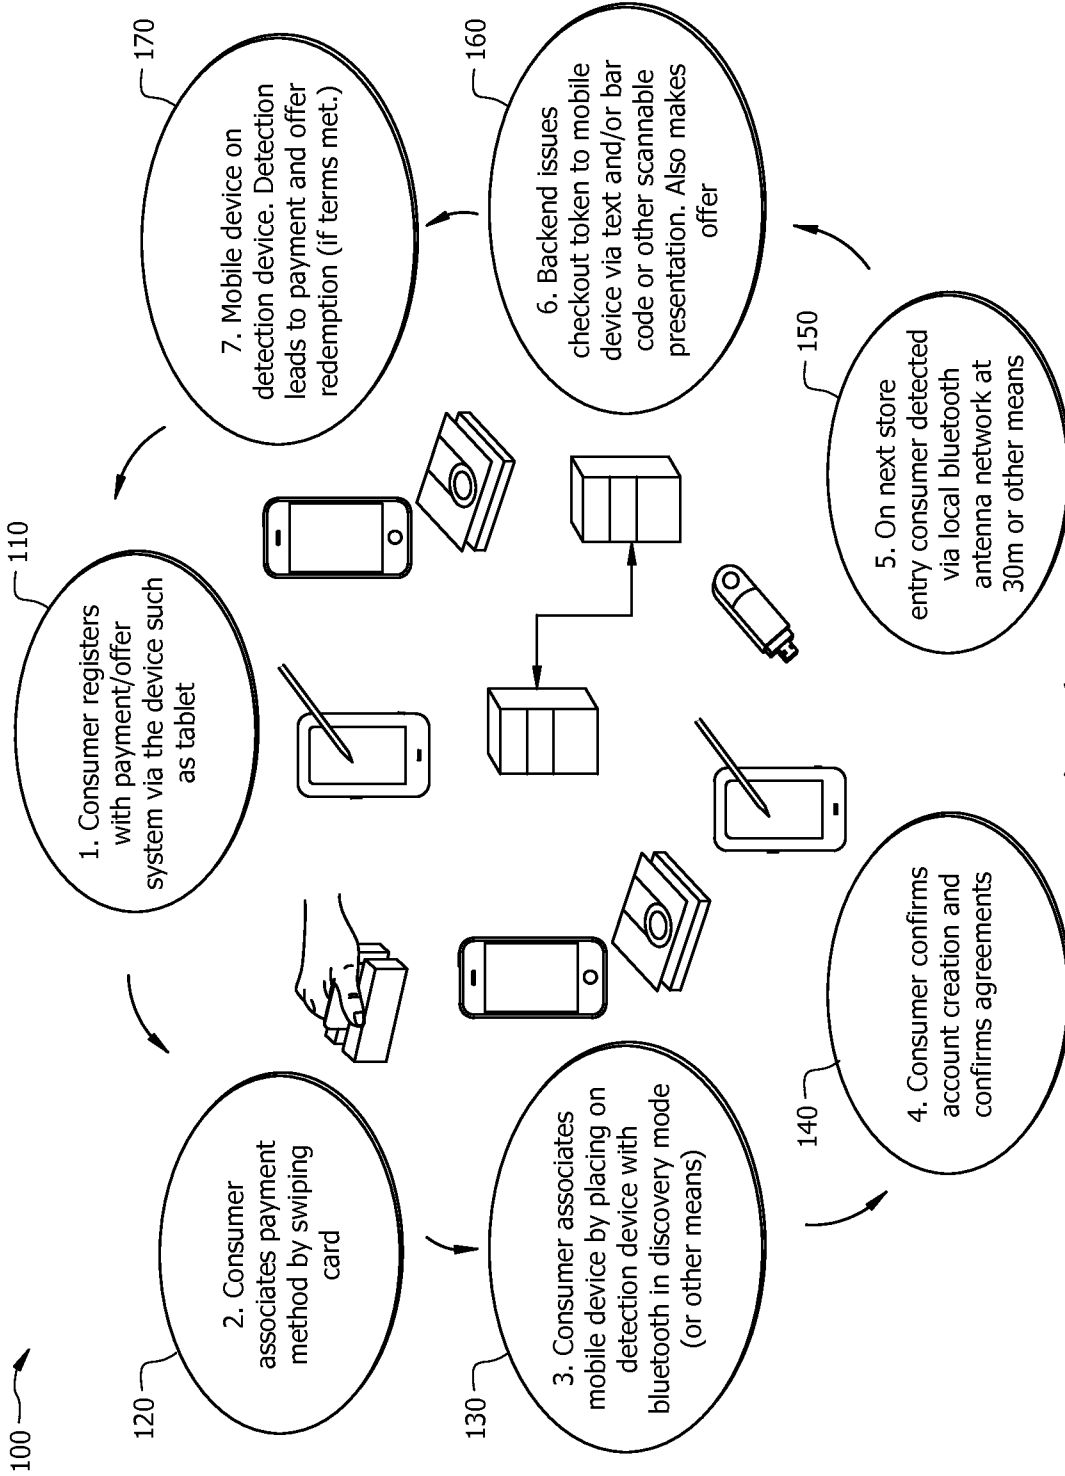 100
110
1. Consumer registers
with payment/offer
system via the device such
as tablet
120
2. Consumer
associates payment
method by swiping
card
130
3. Consumer associates
mobile device by placing on
detection device with
bluetooth in discovery mode
(or other means)
140
4. Consumer confirms
account creation and
confirms agreements
150
5. On next store
entry consumer detected
via local bluetooth
antenna network at
30m or other means
160
6. Backend issues
checkout token to mobile
device via text and/or bar
code or other scannable
presentation. Also makes
offer
170
7. Mobile device on
detection device. Detection
leads to payment and offer
redemption (if terms met.)